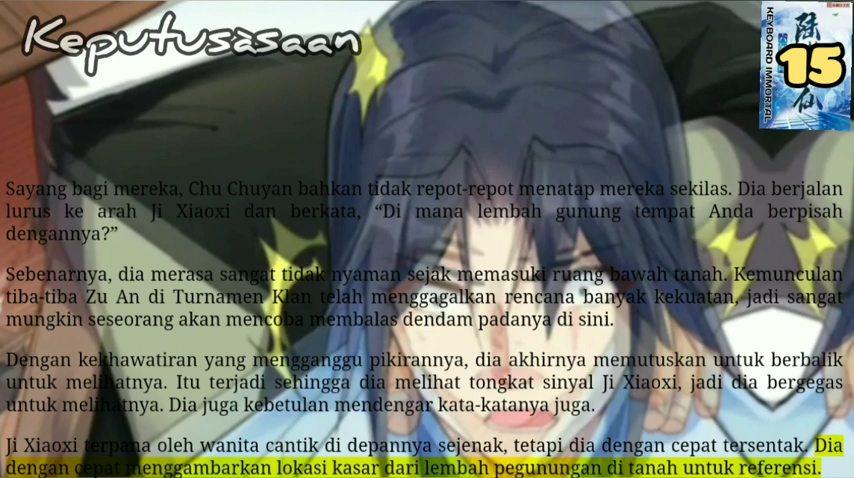 Keputusasaan
KEYBOARD IMMORTAL
15
Sayang bagi mereka, Chu Chuyan bahkan tidak repot-repot menatap mereka sekilas. Dia berjalan
lurus ke arah Ji Xiaoxi dan berkata, “Di mana lembah gunung tempat Anda berpisah
dengannya?”
Sebenarnya, dia merasa sangat tidak nyaman sejak memasuki ruang bawah tanah. Kemunculan
tiba-tiba Zu An di Turnamen Klan telah menggagalkan rencana banyak kekuatan, jadi sangat
mungkin seseorang akan mencoba membalas dendam padanya di sini.
Dengan kekhawatiran yang mengganggu pikirannya, dia akhirnya memutuskan untuk berbalik
untuk melihatnya. Itu terjadi sehingga dia melihat tongkat sinyal Ji Xiaoxi, jadi dia bergegas
untuk melihatnya. Dia juga kebetulan mendengar kata-katanya juga.
Ji Xiaoxi terpana oleh wanita cantik di depannya sejenak, tetapi dia dengan cepat tersentak. Dia
dengan cepat menggambarkan lokasi kasar dari lembah pegunungan di tanah untuk referensi.